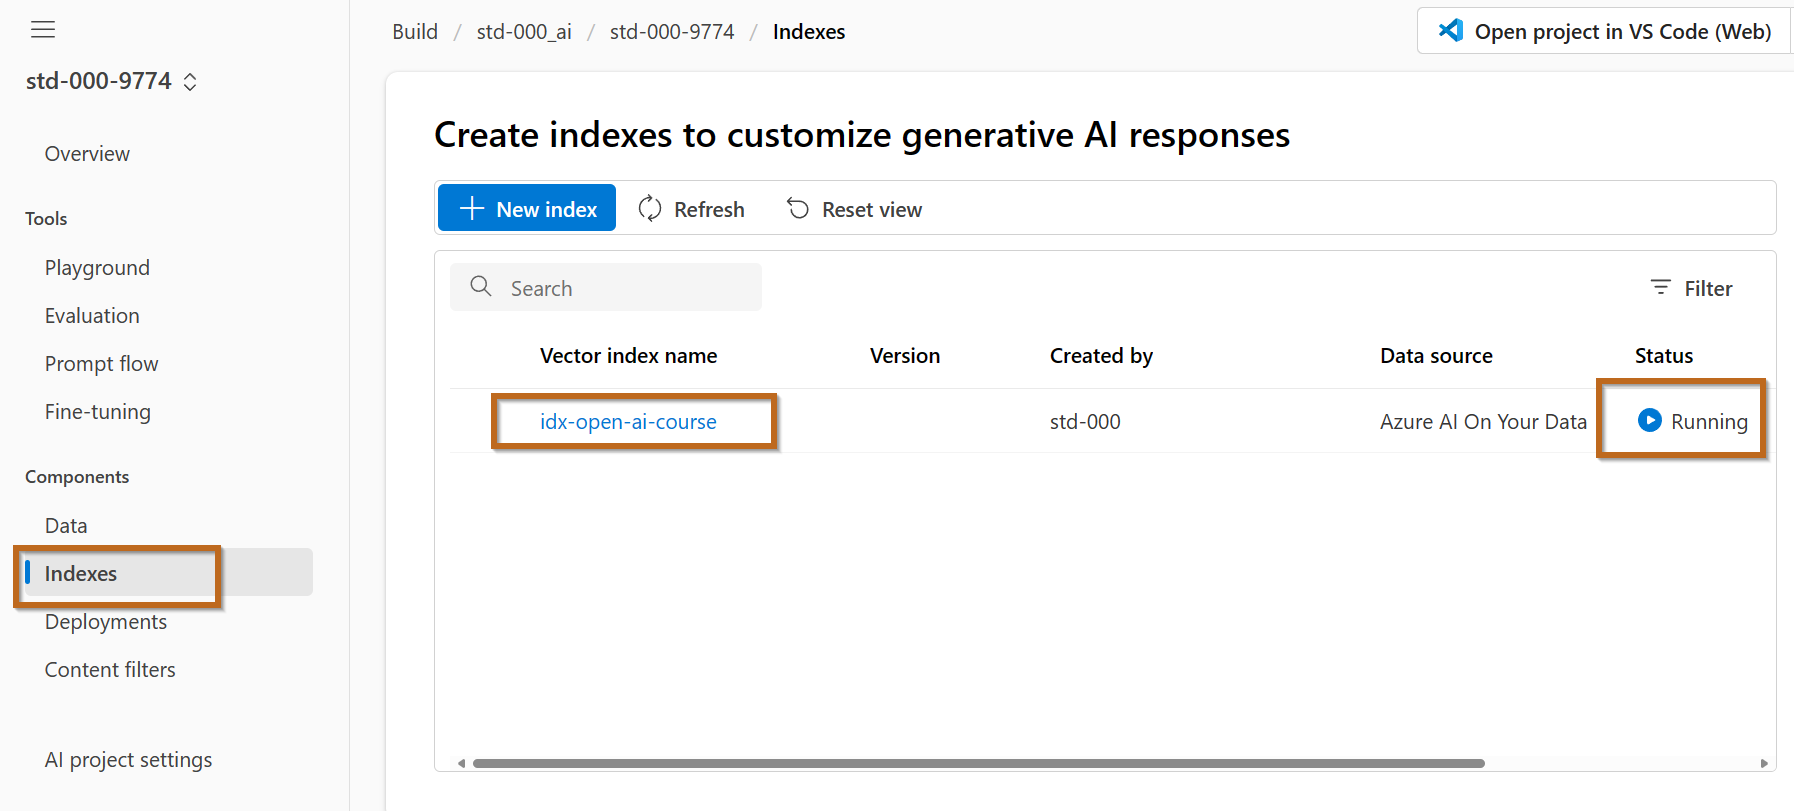 std-000-9774
Overview
Tools
Playground
Evaluation
Prompt flow
Fine-tuning
Components
Data
Indexes
Deployments
Content filters
AI project settings
Build / std-000_ai / std-000-9774 / Indexes
Open project in VS Code (Web)
Create indexes to customize generative AI responses
New index Refresh Reset view
Search Filter
Vector index name Version Created by Data source Status
idx-open-ai-course std-000 Azure AI On Your Data Running